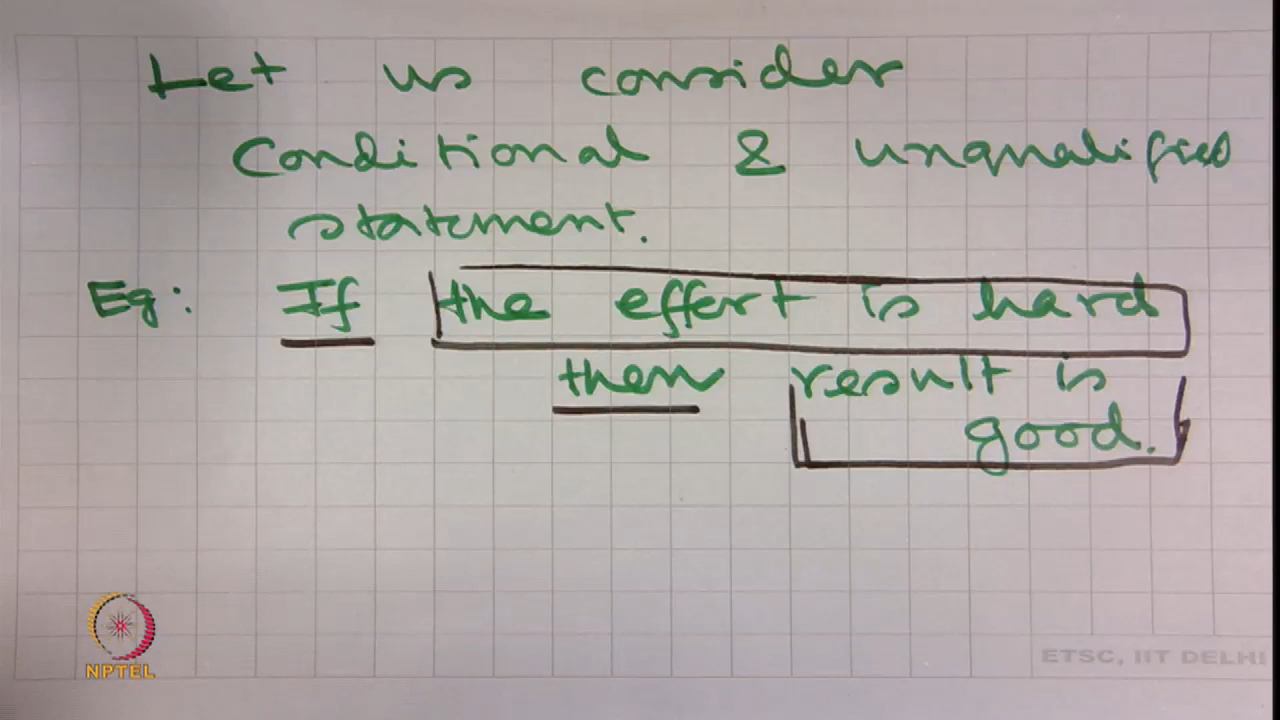 Let us consider
Conditional & unqualified
statement.
Eg: If the effort is hard
then result is
good.
NPTEL
ETSC, IIT DELHI